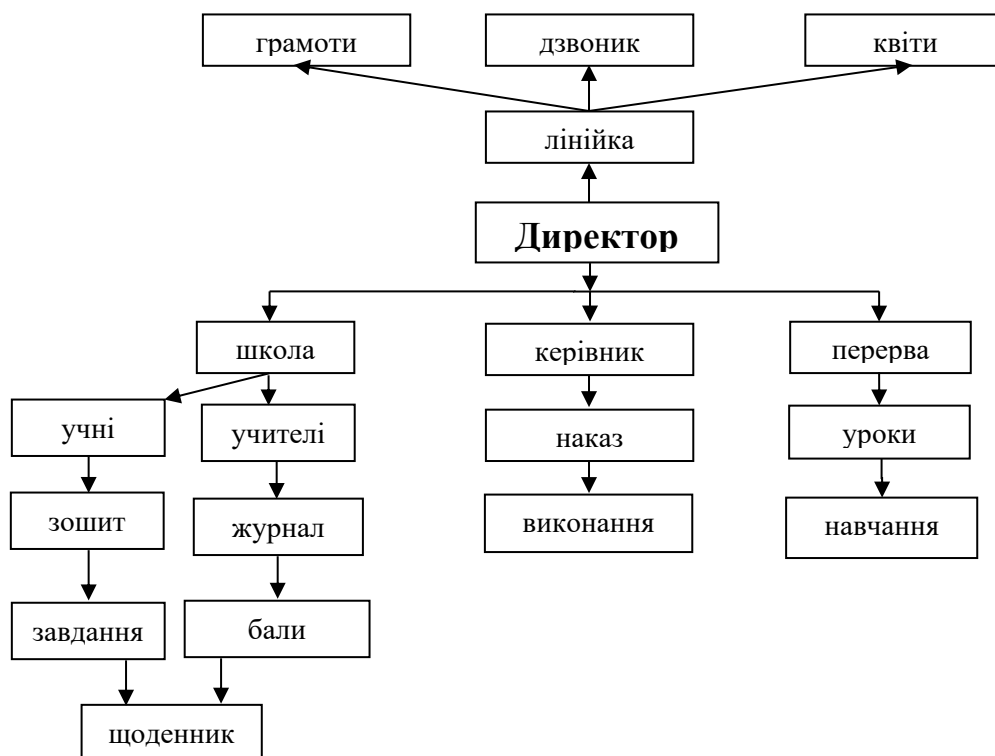 грамоти
дзвоник
квіти
лінійка
Директор
школа
керівник
перерва
учні
учителі
наказ
уроки
зошит
журнал
виконання
навчання
завдання
бали
щоденник